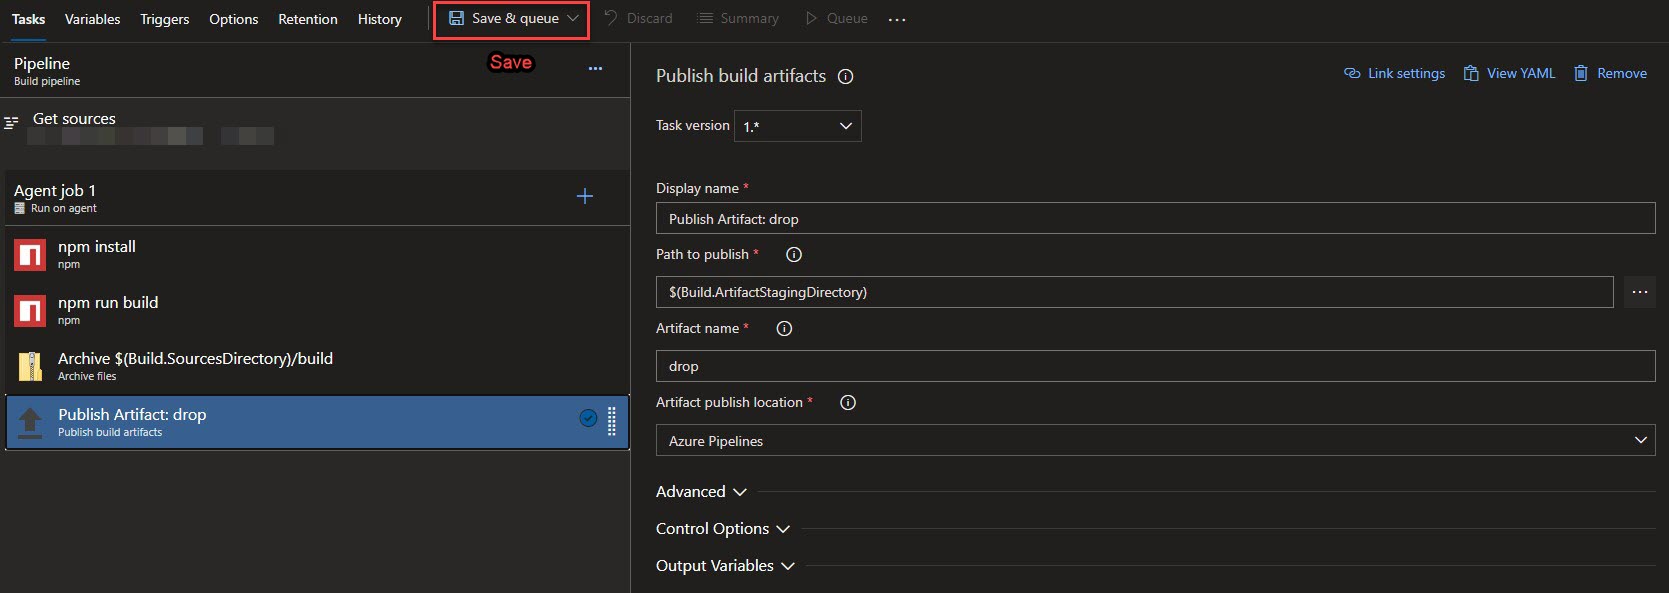 Tasks Variables Triggers Options Retention History Save & queue Discard Summary Queue ...
Save
Pipeline
Build pipeline
...
Get sources
Agent job 1
Run on agent
npm install
npm
npm run build
npm
Archive $(Build.SourcesDirectory)/build
Archive files
Publish Artifact: drop
Publish build artifacts
Publish build artifacts
Link settings View YAML Remove
Task version 1.*
Display name *
Publish Artifact: drop
Path to publish *
$(Build.ArtifactStagingDirectory)
...
Artifact name *
drop
Artifact publish location *
Azure Pipelines
Advanced
Control Options
Output Variables